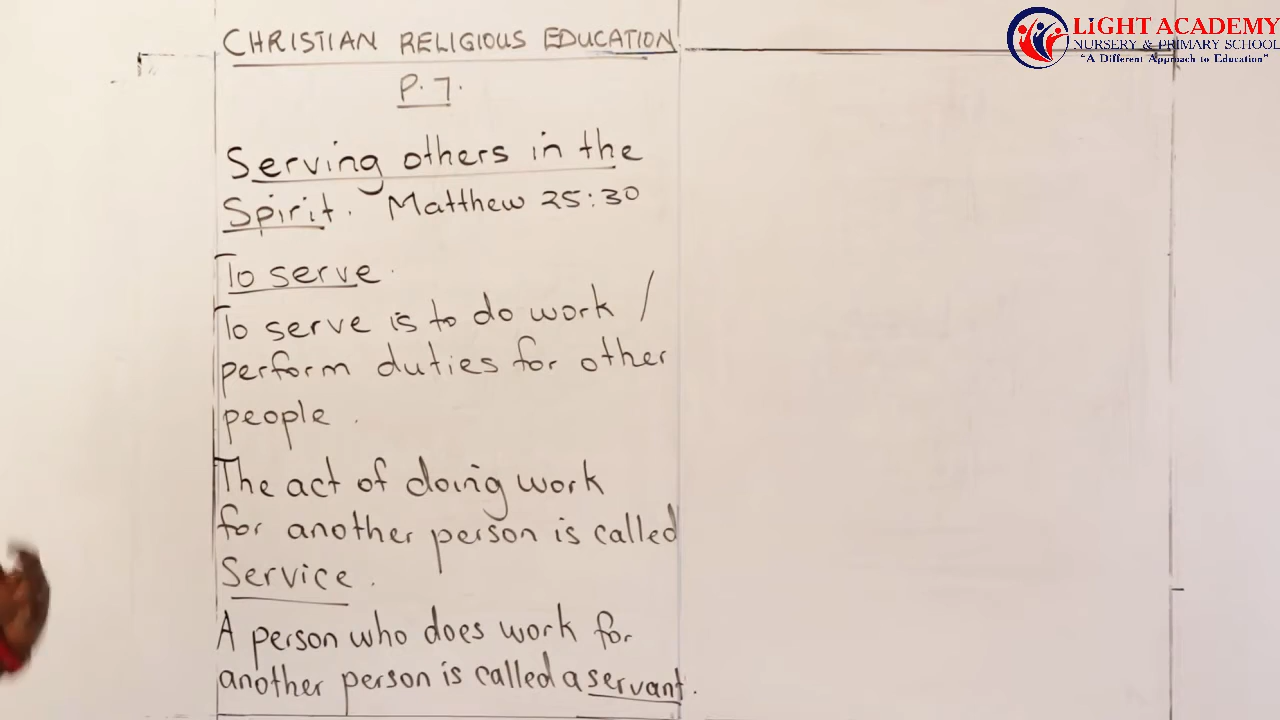 CHRISTIAN RELIGIOUS EDUCATION
P.7.
Serving others in the
Spirit. Matthew 25:30
To serve.
To serve is to do work /
perform duties for other
people.
The act of doing work
for another person is called
Service.
A person who does work for
another person is called a servant.
LIGHT ACADEMY
NURSERY & PRIMARY SCHOOL
"A Different Approach to Education"